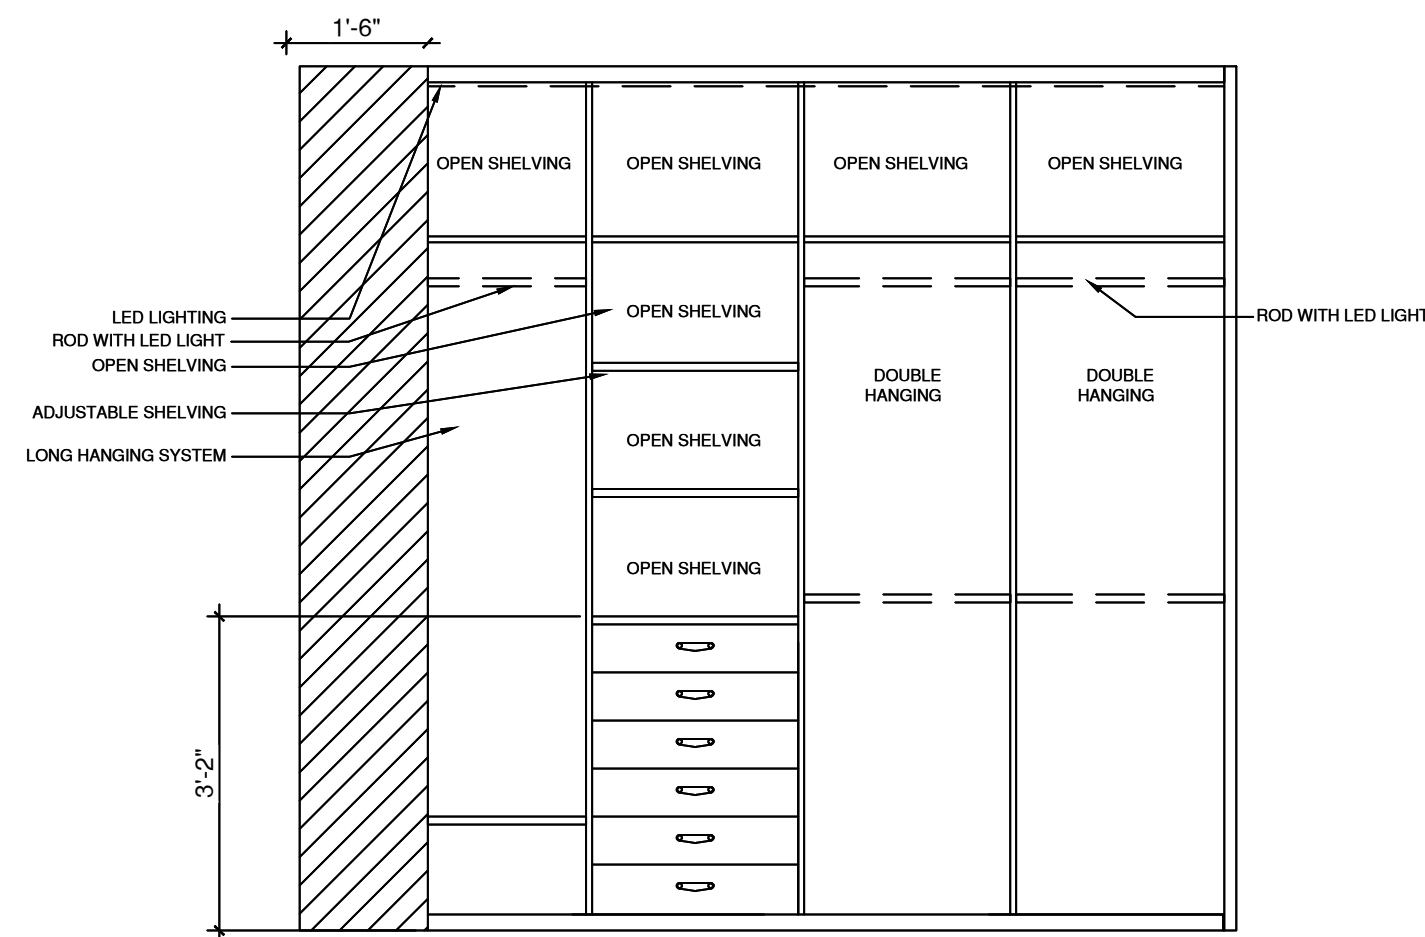 1'-6"
OPEN SHELVING
OPEN SHELVING
OPEN SHELVING
OPEN SHELVING
LED LIGHTING
ROD WITH LED LIGHT
OPEN SHELVING
ADJUSTABLE SHELVING
LONG HANGING SYSTEM
OPEN SHELVING
OPEN SHELVING
OPEN SHELVING
DOUBLE
HANGING
DOUBLE
HANGING
ROD WITH LED LIGHT
3'-2"